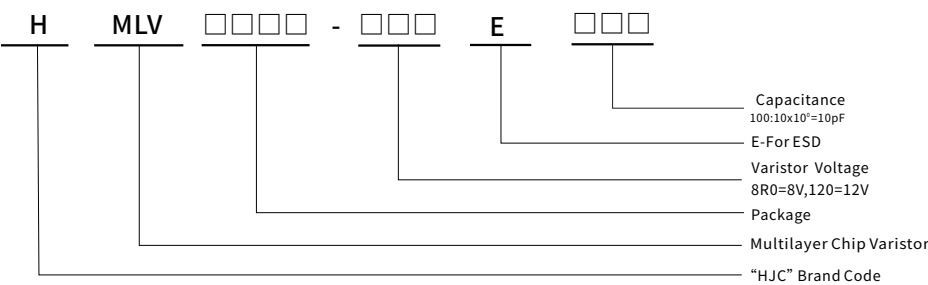 H MLV □□□□ - □□□ E □□□
Capacitance
100:10x10⁰=10pF
E-For ESD
Varistor Voltage
8R0=8V,120=12V
Package
Multilayer Chip Varistor
“HJC” Brand Code